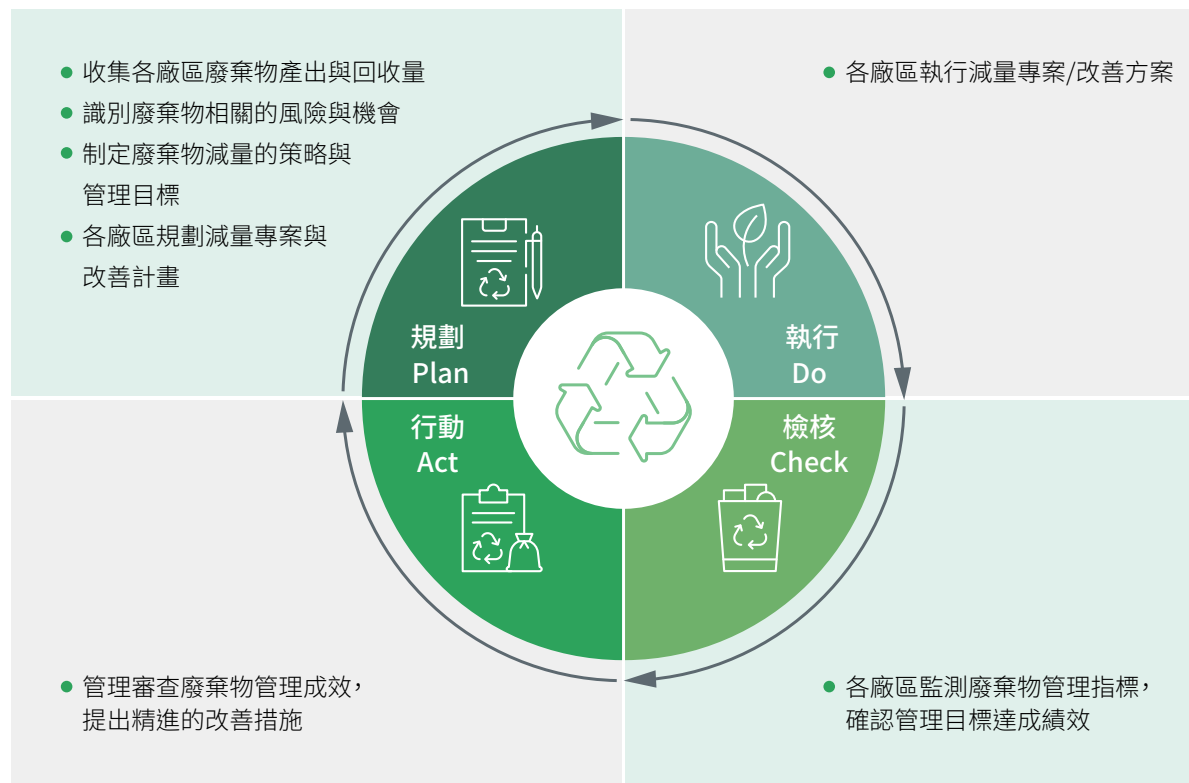 收集各廠區廢棄物產出與回收量
識別廢棄物相關的風險與機會
制定廢棄物減量的策略與
管理目標
各廠區規劃減量專案與
改善計畫
各廠區執行減量專案/改善方案
規劃
Plan
執行
Do
行動
Act
檢核
Check
管理審查廢棄物管理成效，
提出精進的改善措施
各廠區監測廢棄物管理指標，
確認管理目標達成績效